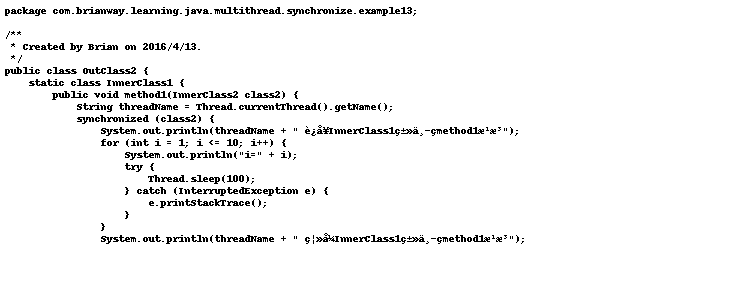 package com.brianway.learning.java.multithread.synchronize.example13;
/**
 * Created by Brian on 2016/4/13.
 */
public class OutClass2 {
    static class InnerClass1 {
        public void method1(InnerClass2 class2) {
            String threadName = Thread.currentThread().getName();
            synchronized (class2) {
                System.out.println(threadName + " è¿å¥InnerClass1ç±»ä¸-çmethod1æ¹æ³");
                for (int i = 1; i <= 10; i++) {
                    System.out.println("i=" + i);
                    try {
                        Thread.sleep(100);
                    } catch (InterruptedException e) {
                        e.printStackTrace();
                    }
                }
                System.out.println(threadName + " ç¦»å¼InnerClass1ç±»ä¸-çmethod1æ¹æ³");